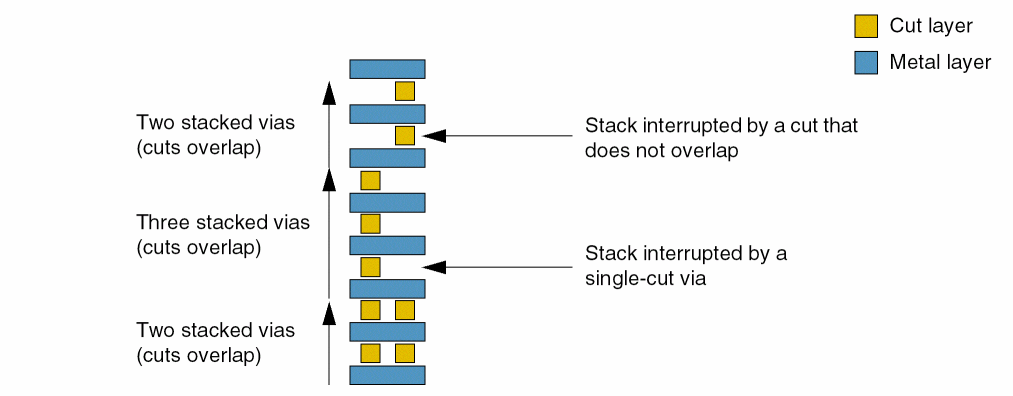 Cut layer
Metal layer
Two stacked vias
(cuts overlap)
Stack interrupted by a cut that
does not overlap
Three stacked vias
(cuts overlap)
Stack interrupted by a
single-cut via
Two stacked vias
(cuts overlap)